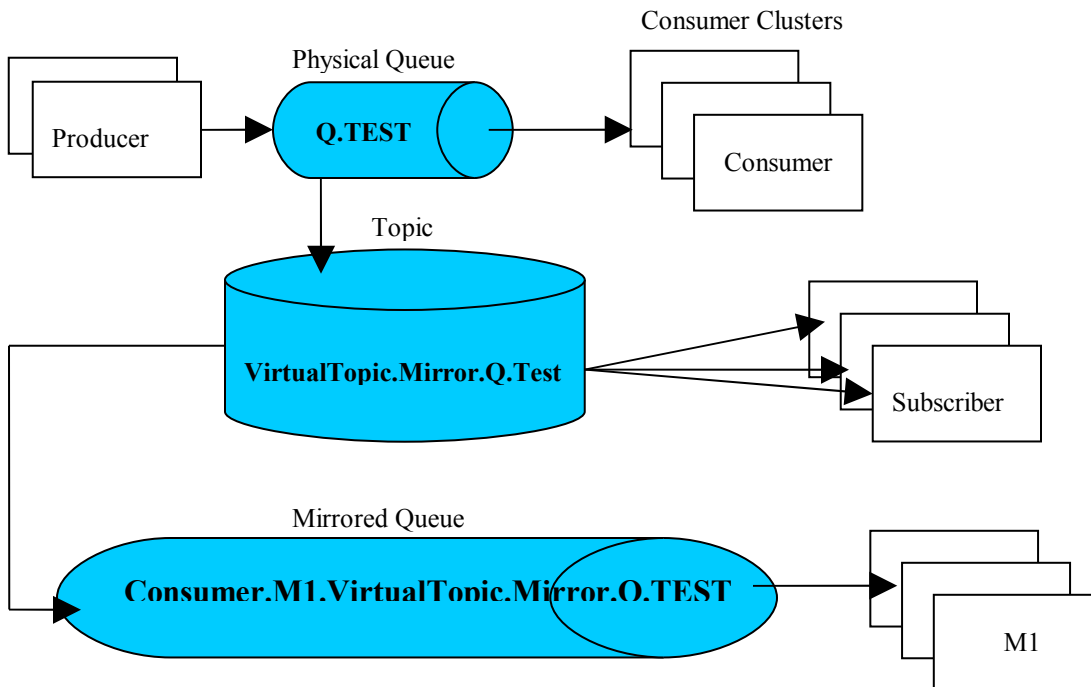 Consumer Clusters
Physical Queue
Producer
Q.TEST
Consumer
Topic
VirtualTopic.Mirror.Q.Test
Subscriber
Mirrored Queue
Consumer.M1.VirtualTopic.Mirror.Q.TEST
M1